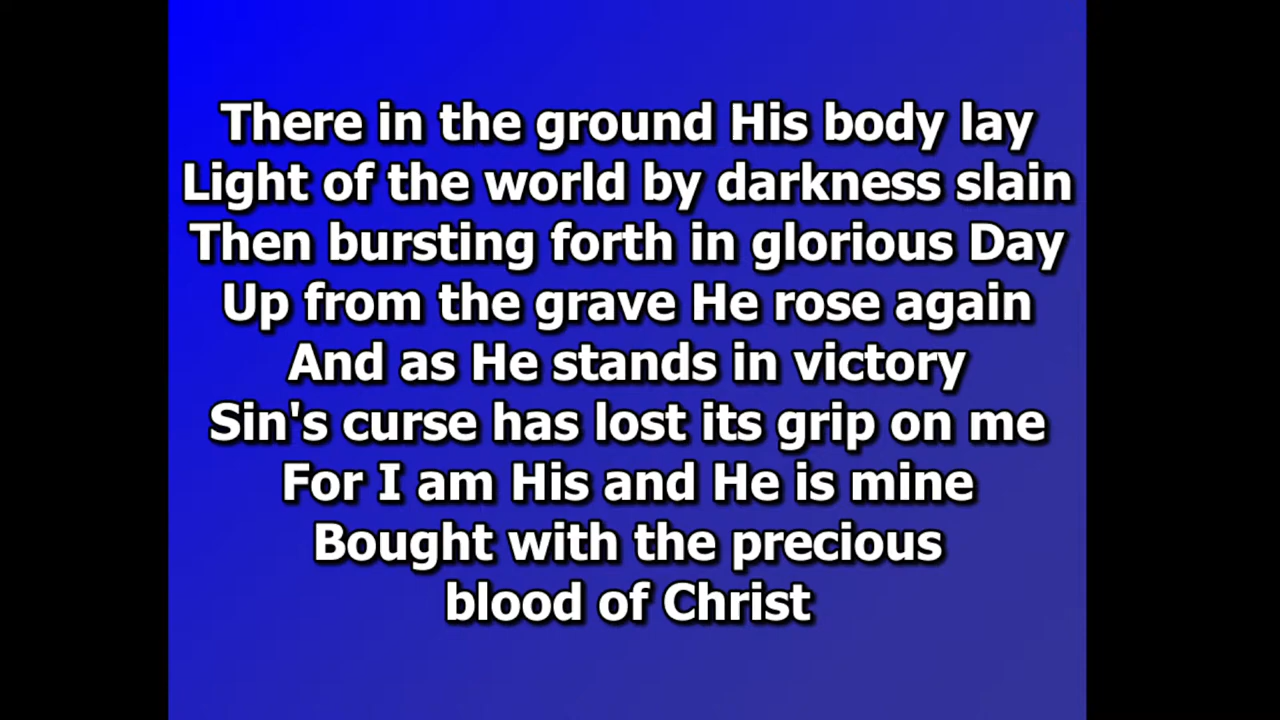 There in the ground His body lay
Light of the world by darkness slain
Then bursting forth in glorious Day
Up from the grave He rose again
And as He stands in victory
Sin's curse has lost its grip on me
For I am His and He is mine
Bought with the precious
blood of Christ